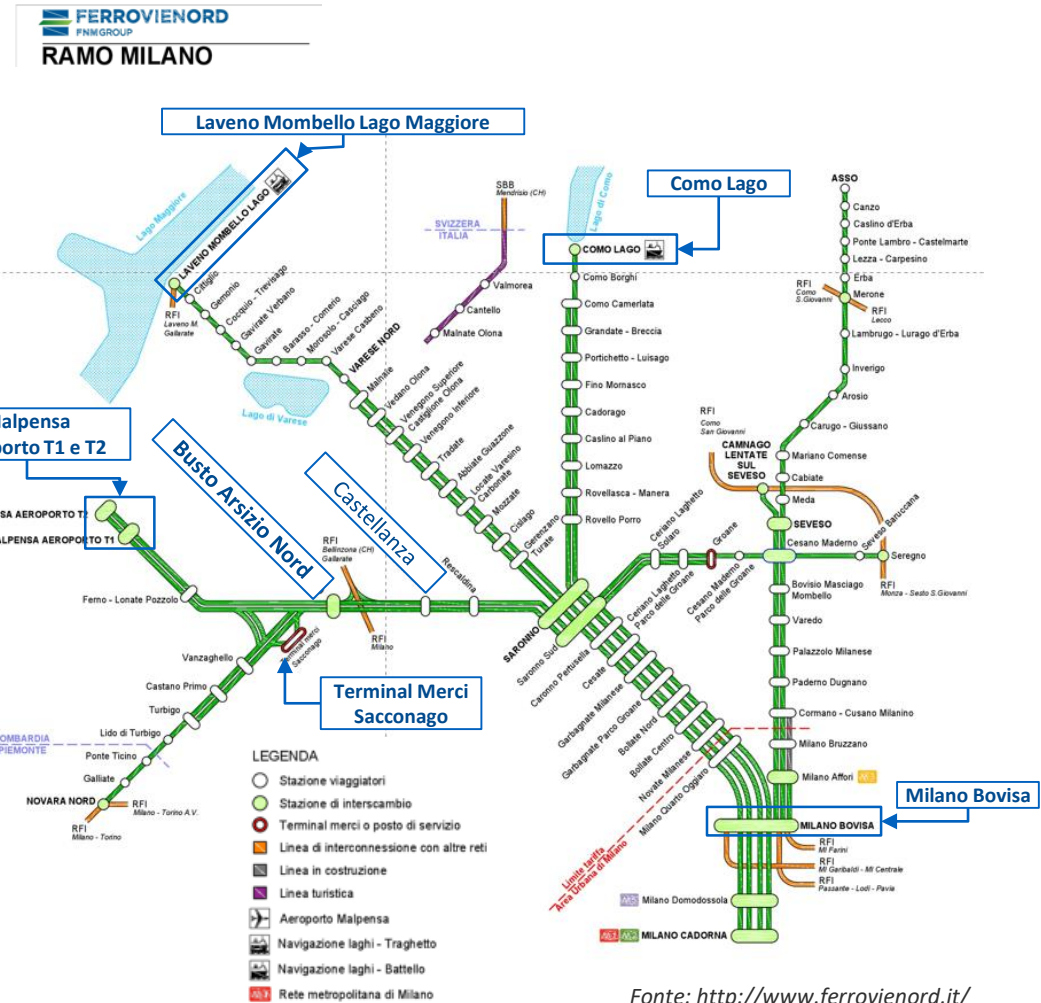 FERROVIENORD
FNMGROUP
RAMO MILANO
Laveno Mombello Lago Maggiore
Como Lago
Lago Maggiore
LAVENO MOMBELLO LAGO
RFI
Laveno M.
Gallarate
Cittiglio
Gemonio
Cocquio - Trevisago
Gavirate Verbano
Gavirate
Barasso - Comerio
Morosolo - Casciago
Varese Casbeno
VARESE NORD
Lago di Varese
Malnate
Vedano Olona
Venegono Superiore
Castiglione Olona
Venegono Inferiore
Tradate
Abbiate Guazzone
Locate Varesino
Carbonate
Mozzate
Cislago
Gerenzano
Turate
SBB
Mendrisio (CH)
SVIZZERA
ITALIA
Valmorea
Cantello
Malnate Olona
Lago di Como
COMO LAGO
Como Borghi
Como Camerlata
Grandate - Breccia
Portichetto - Luisago
Fino Mornasco
Cadorago
Caslino al Piano
Lomazzo
Rovellasca - Manera
Rovello Porro
ASSO
Canzo
Caslino d'Erba
Ponte Lambro - Castelmarte
Lezza - Carpesino
Erba
RFI
Como
S.Giovanni
Merone
RFI
Lecco
Lambrugo - Lurago d'Erba
Inverigo
Arosio
Carugo - Giussano
Mariano Comense
Cabiate
Meda
RFI
Como
San Giovanni
CAMNAGO
LENTATE
SUL
SEVESO
SEVESO
Cesano Maderno
Seveso Baruccana
Seregno
RFI
Monza - Sesto S.Giovanni
Ceriano Laghetto
Solaro
Groane
Ceriano Laghetto
Parco delle Groane
Cesano Maderno
Parco delle Groane
Bovisio Masciago
Mombello
Varedo
Palazzolo Milanese
Paderno Dugnano
Cormano - Cusano Milanino
Milano Bruzzano
Milano Affori
M3
Milano Bovisa
MILANO BOVISA
RFI
MI Farini
RFI
MI Garibaldi - MI Centrale
RFI
Passante - Lodi - Pavia
M5 Milano Domodossola
M1 M2 MILANO CADORNA
Malpensa
porto T1 e T2
SA AEROPORTO T2
ALPENSA AEROPORTO T1
Busto Arsizio Nord
Castellanza
RFI
Bellinzona (CH)
Gallarate
Rescaldina
Ferno - Lonate Pozzolo
RFI
Milano
Terminal merci
Sacconago
Terminal Merci
Sacconago
Vanzaghello
Castano Primo
Turbigo
Lido di Turbigo
Ponte Ticino
Galliate
LOMBARDIA
PIEMONTE
NOVARA NORD
RFI
Milano - Torino A.V.
RFI
Milano - Torino
SARONNO
Saronno Sud
Caronno Pertusella
Cesate
Garbagnate Milanese
Garbagnate Parco Groane
Bollate Nord
Bollate Centro
Novate Milanese
Milano Quarto Oggiaro
Limite tariffa
Area Urbana di Milano
LEGENDA
Stazione viaggiatori
Stazione di interscambio
Terminal merci o posto di servizio
Linea di interconnessione con altre reti
Linea in costruzione
Linea turistica
Aeroporto Malpensa
Navigazione laghi - Traghetto
Navigazione laghi - Battello
Rete metropolitana di Milano
Fonte: http://www.ferrovienord.it/